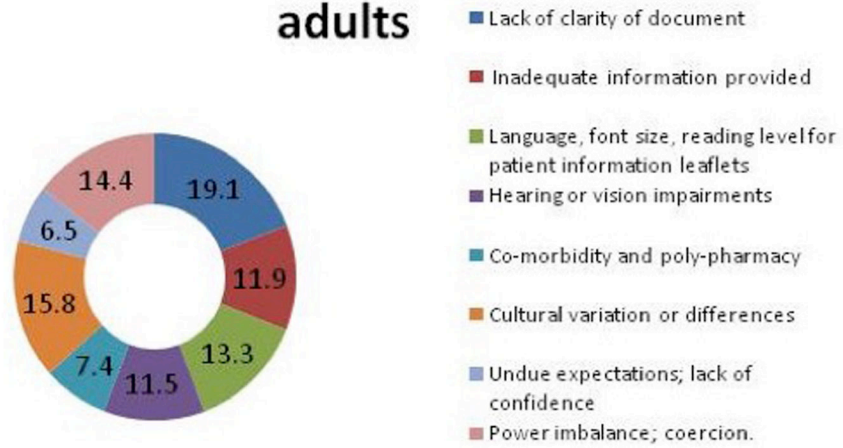 adults
Lack of clarity of document
Inadequate information provided
Language, font size, reading level for
patient information leaflets
Hearing or vision impairments
Co-morbidity and poly-pharmacy
Cultural variation or differences
Undue expectations; lack of
confidence
Power imbalance; coercion.
19.1
11.9
13.3
11.5
7.4
15.8
6.5
14.4